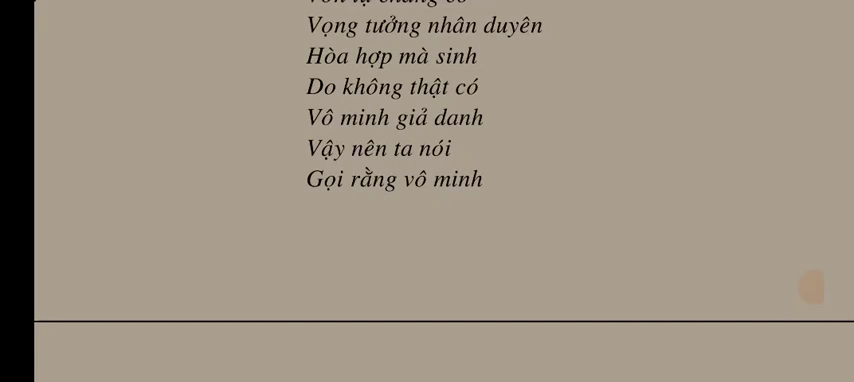 Vọng tưởng nhân duyên
Hòa hợp mà sinh
Do không thật có
Vô minh giả danh
Vậy nên ta nói
Gọi rằng vô minh